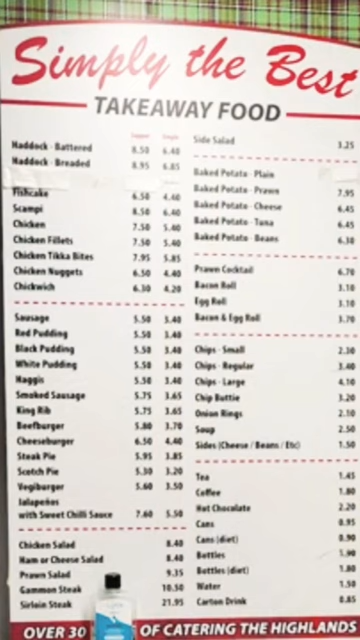 Simply the Best
TAKEAWAY FOOD
Supper Single
Haddock - Battered 8.50 6.40
Haddock - Breaded 8.95 6.85
Fishcake 6.50 4.40
Scampi 8.50 6.40
Chicken 7.50 5.40
Chicken Fillets 7.50 5.40
Chicken Tikka Bites 7.95 5.85
Chicken Nuggets 6.50 4.40
Chickwich 6.30 4.20
Sausage 5.50 3.40
Red Pudding 5.50 3.40
Black Pudding 5.50 3.40
White Pudding 5.50 3.40
Haggis 5.50 3.40
Smoked Sausage 5.75 3.65
King Rib 5.75 3.65
Beefburger 5.80 3.70
Cheeseburger 6.50 4.40
Steak Pie 5.95 3.85
Scotch Pie 5.30 3.20
Vegiburger 5.60 3.50
Jalapeños
with Sweet Chilli Sauce 7.60 5.50
Chicken Salad 8.40
Ham or Cheese Salad 8.40
Prawn Salad 9.35
Gammon Steak 10.50
Sirloin Steak 21.95
Side Salad 3.25
Baked Potato - Plain
Baked Potato - Prawn 7.95
Baked Potato - Cheese 6.45
Baked Potato - Tuna 6.45
Baked Potato - Beans 6.30
Prawn Cocktail 6.70
Bacon Roll 3.10
Egg Roll 3.10
Bacon & Egg Roll 3.70
Chips - Small 2.30
Chips - Regular 3.40
Chips - Large 4.10
Chip Buttie 3.20
Onion Rings 2.10
Soup 2.50
Sides (Cheese / Beans / Etc) 1.50
Tea 1.45
Coffee 1.80
Hot Chocolate 2.20
Cans 0.95
Cans (diet) 0.90
Bottles 1.90
Bottles (diet) 1.80
Water 1.50
Carton Drink 0.85
OVER 30 OF CATERING THE HIGHLANDS